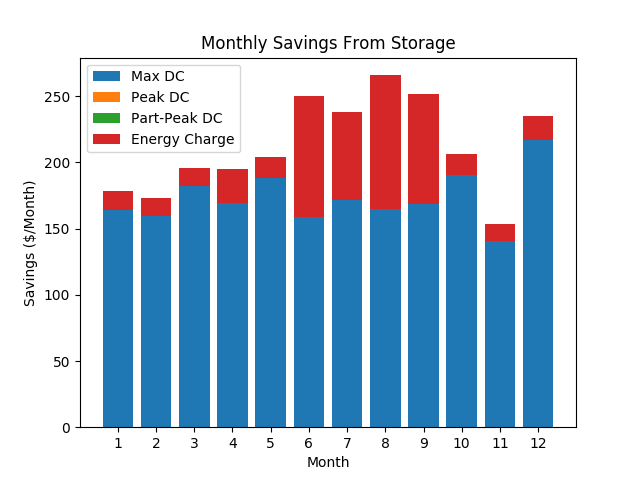 Monthly Savings From Storage
Max DC
Peak DC
Part-Peak DC
Energy Charge
Savings ($/Month)
250
200
150
100
50
0
1 2 3 4 5 6 7 8 9 10 11 12
Month